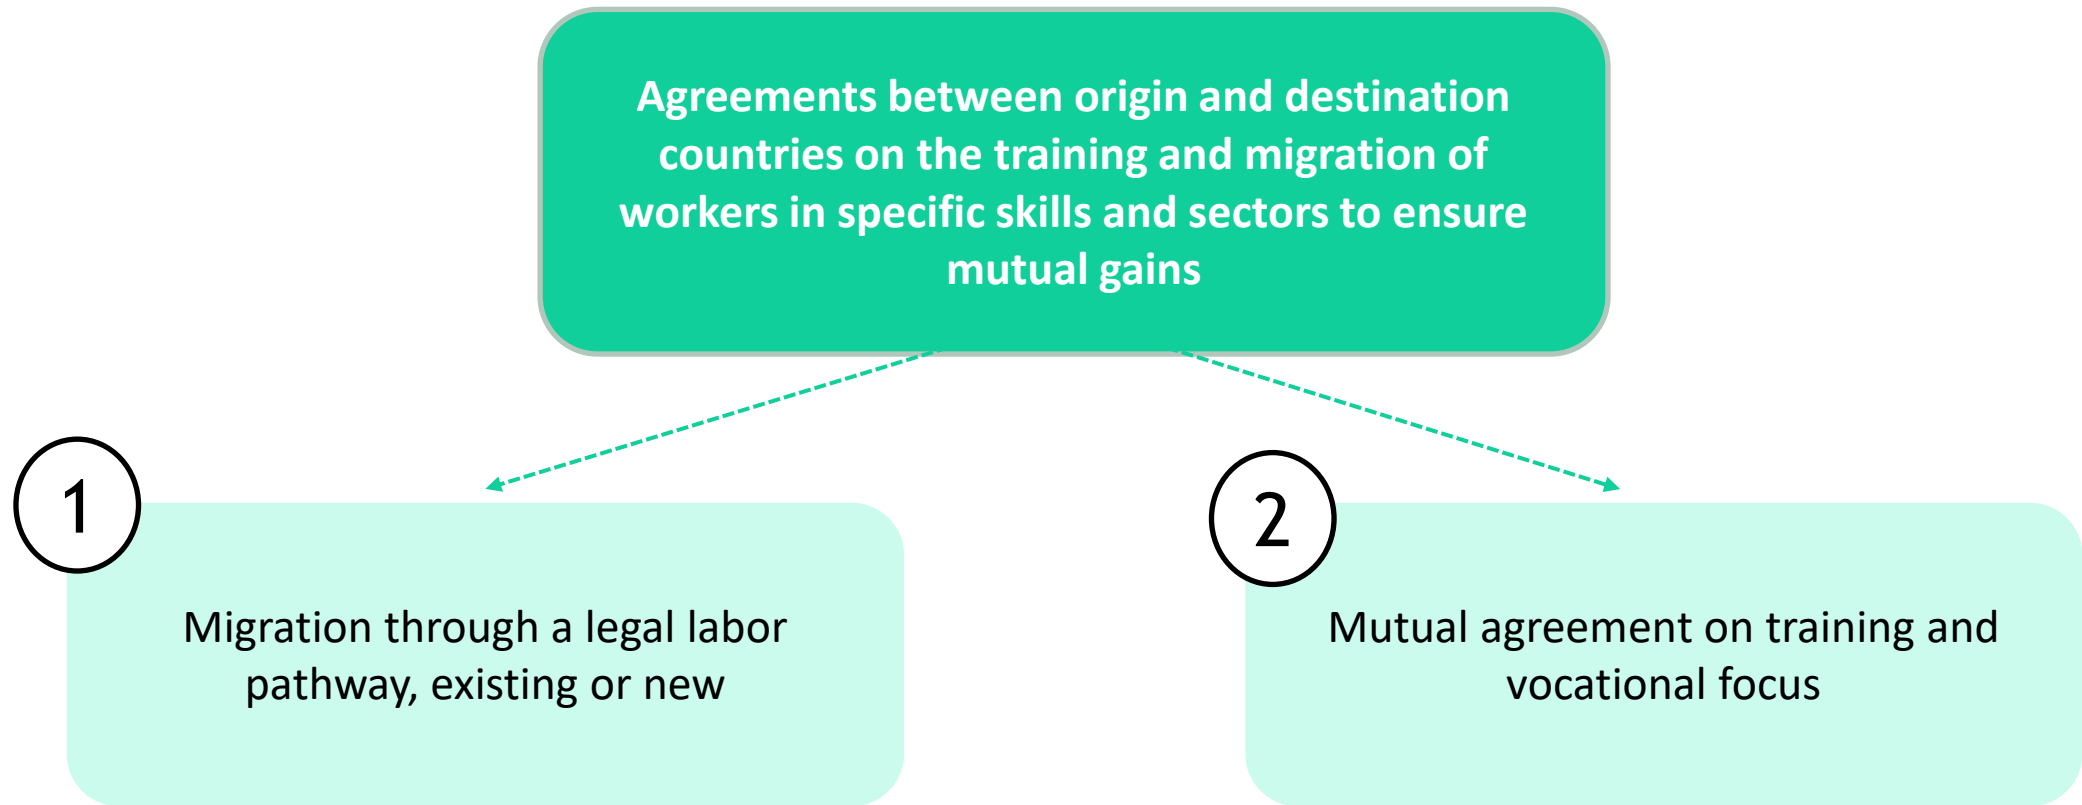 Agreements between origin and destination
countries on the training and migration of
workers in specific skills and sectors to ensure
mutual gains
1
Migration through a legal labor
pathway, existing or new
2
Mutual agreement on training and
vocational focus